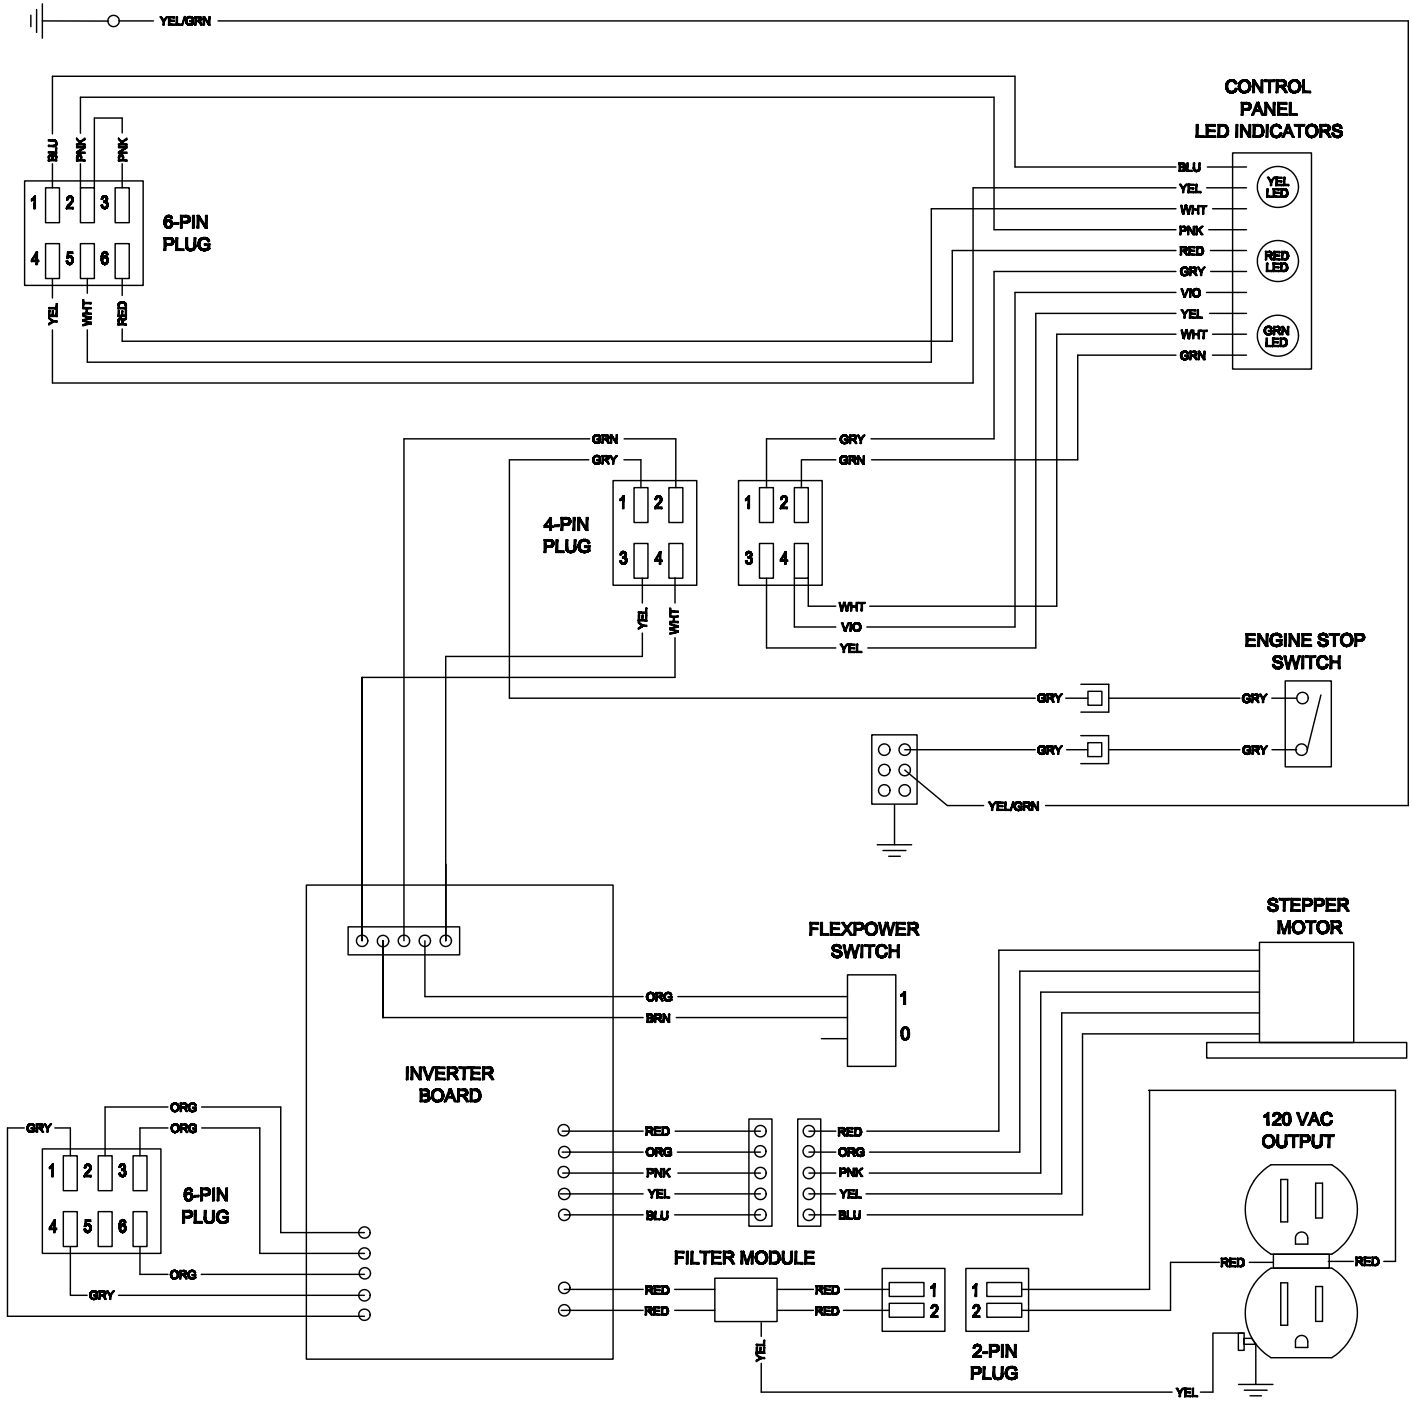 YEL/GRN
CONTROL
PANEL
LED INDICATORS
BLU
PNK
PNK
BLU
YEL
WHT
PNK
RED
GRY
VIO
YEL
WHT
GRN
YEL
LED
RED
LED
GRN
LED
1 2 3
4 5 6
6-PIN
PLUG
YEL
WHT
RED
GRN
GRY
GRY
GRN
1 2
3 4
4-PIN
PLUG
1 2
3 4
YEL
WHT
WHT
VIO
YEL
ENGINE STOP
SWITCH
GRY
GRY
GRY
GRY
YEL/GRN
FLEXPOWER
SWITCH
1
0
ORG
BRN
STEPPER
MOTOR
INVERTER
BOARD
ORG
GRY
ORG
1 2 3
4 5 6
6-PIN
PLUG
ORG
GRY
RED
ORG
PNK
YEL
BLU
RED
ORG
PNK
YEL
BLU
120 VAC
OUTPUT
FILTER MODULE
RED
RED
RED
RED
1
2
1
2
2-PIN
PLUG
RED
RED
YEL
YEL